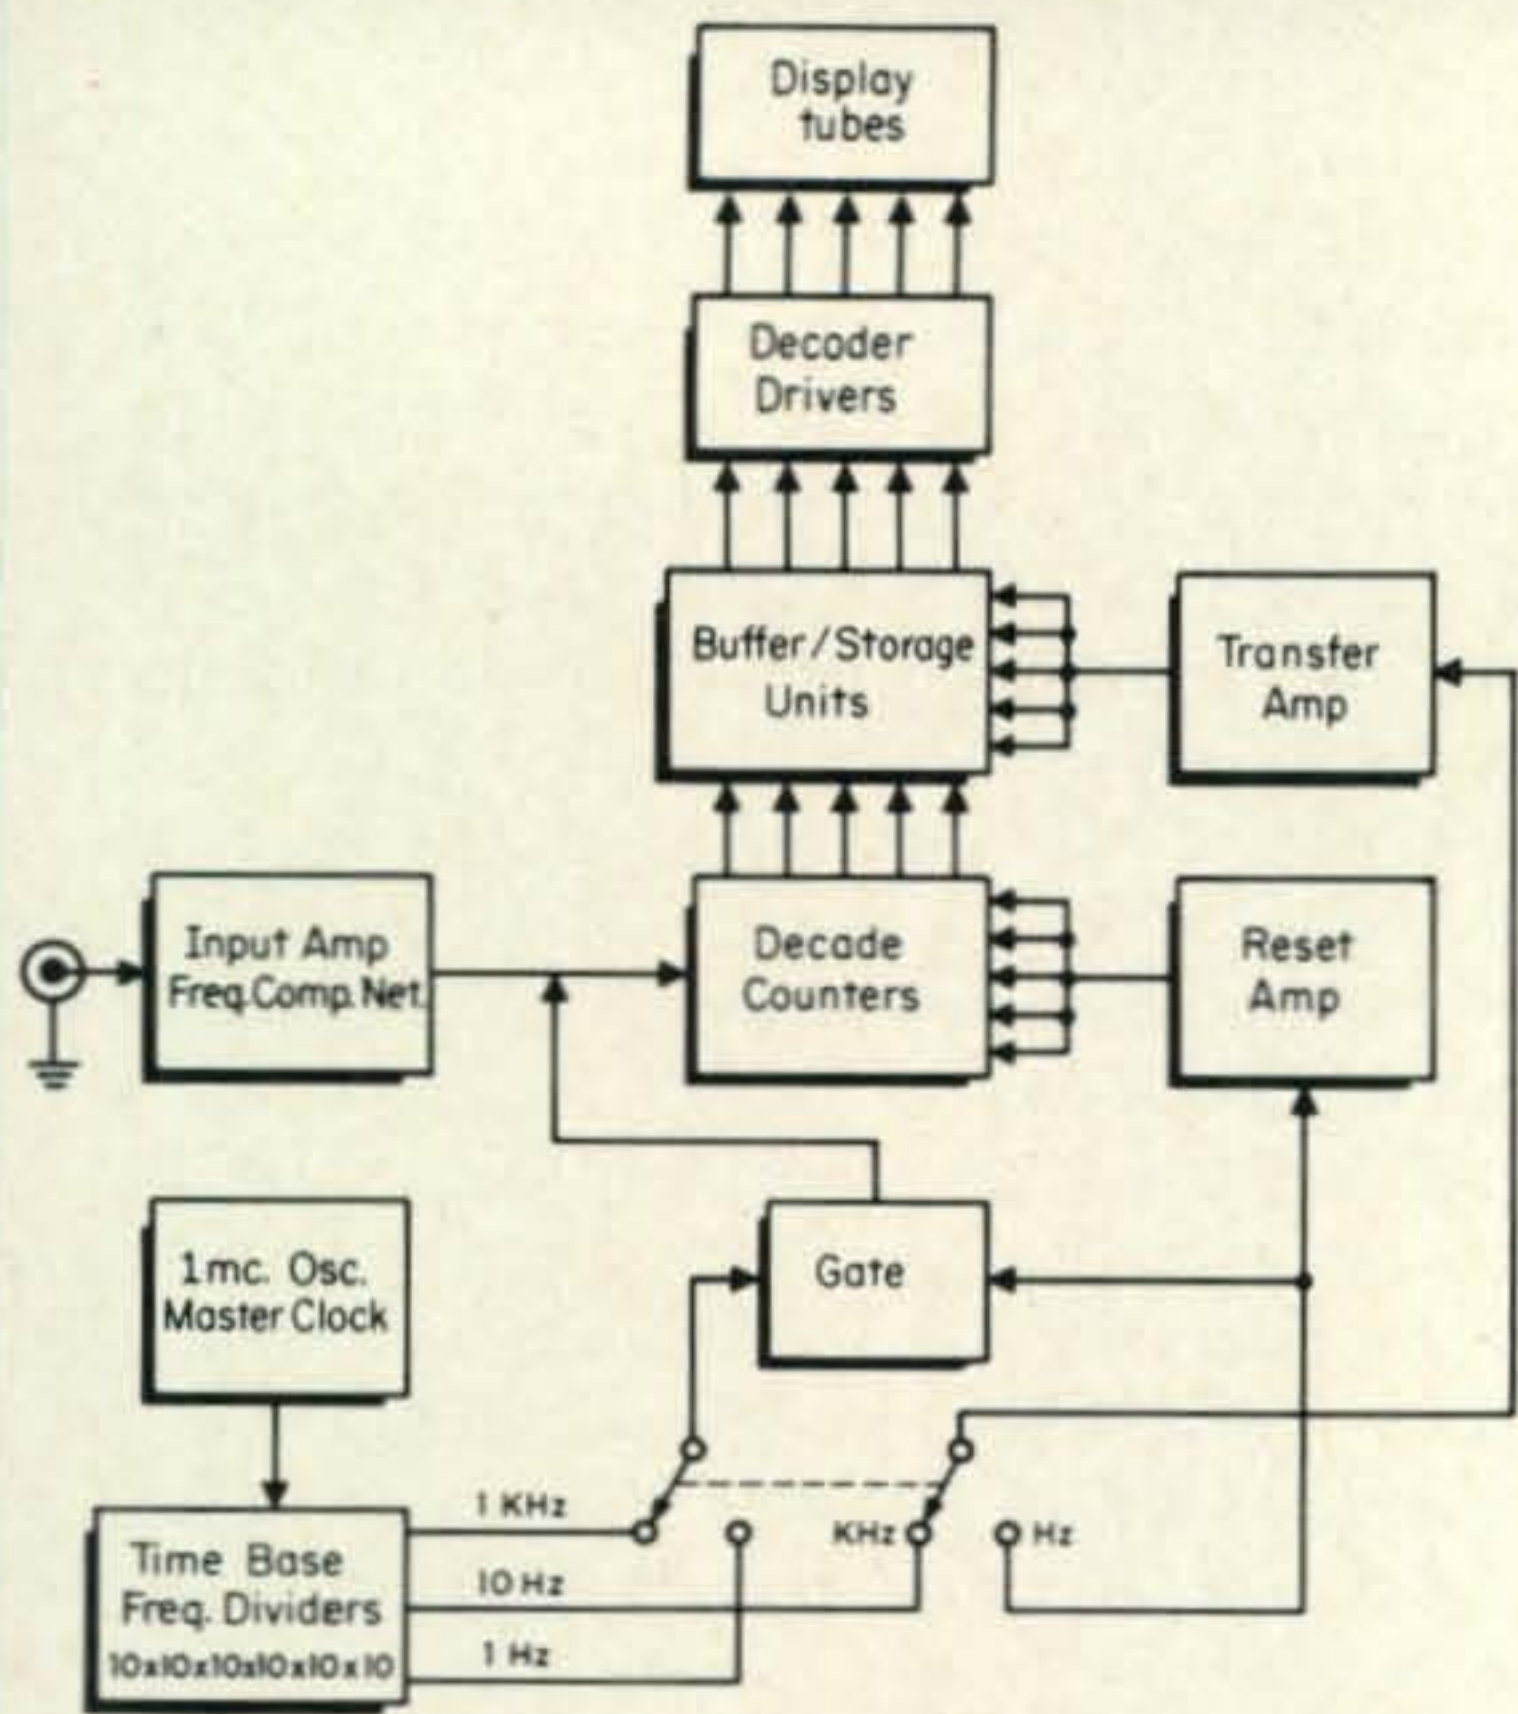 Display
tubes
Decoder
Drivers
Buffer/Storage
Units
Transfer
Amp
Input Amp
Freq.Comp.Net.
Decade
Counters
Reset
Amp
1mc. Osc.
Master Clock
Gate
Time Base
Freq. Dividers
10x10x10x10x10x10
1 KHz
10 Hz
1 Hz
KHz
Hz